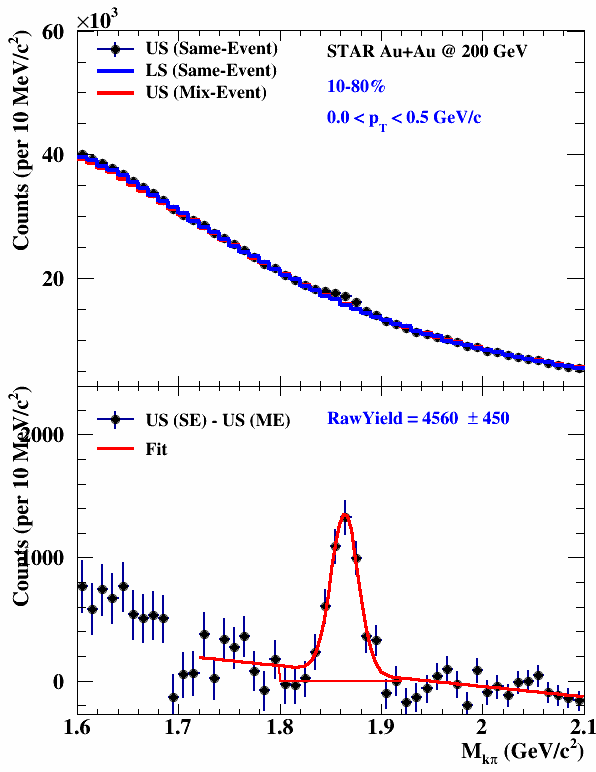 ×10³
60
US (Same-Event)
LS (Same-Event)
US (Mix-Event)
STAR Au+Au @ 200 GeV
10-80%
0.0 < p_T < 0.5 GeV/c
40
20
Counts (per 10 MeV/c²)
US (SE) - US (ME)
Fit
RawYield = 4560 ± 450
2000
1000
0
Counts (per 10 MeV/c²)
1.6 1.7 1.8 1.9 2 2.1
M_kπ (GeV/c²)